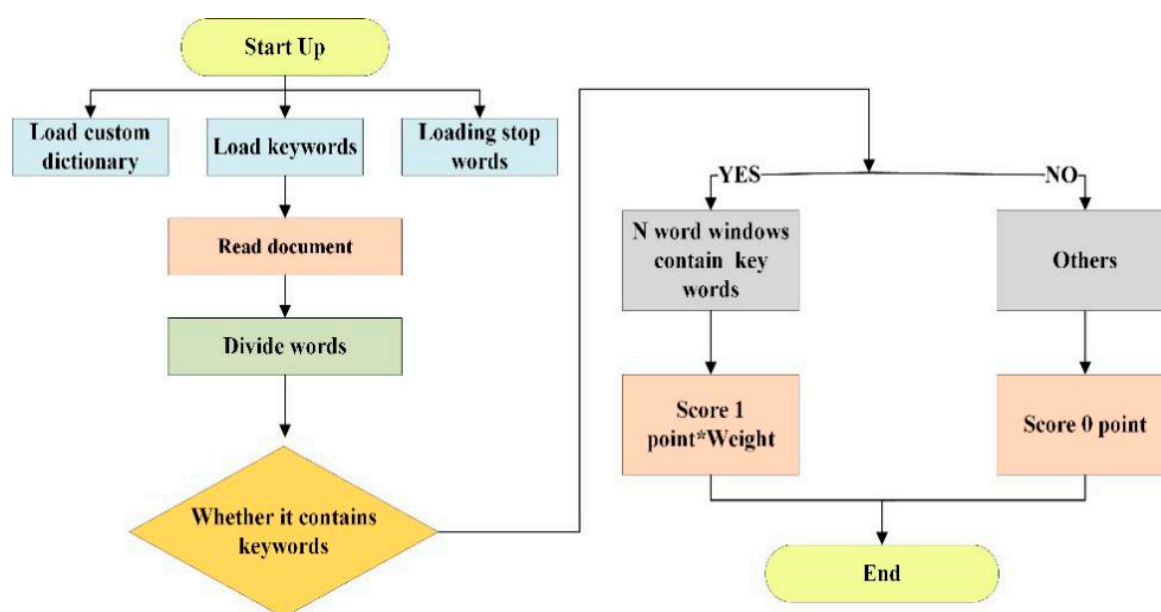 Start Up
Load custom
dictionary
Load keywords
Loading stop
words
Read document
Divide words
Whether it contains
keywords
YES
NO
N word windows
contain key
words
Others
Score 1
point*Weight
Score 0 point
End